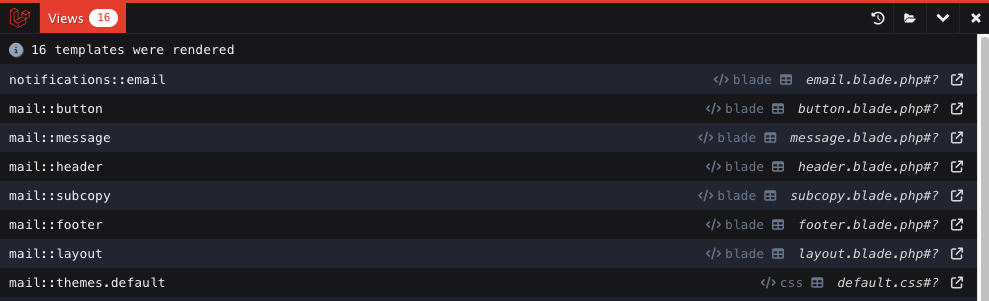 Views 16
16 templates were rendered
notifications::email </> blade email.blade.php#?
mail::button </> blade button.blade.php#?
mail::message </> blade message.blade.php#?
mail::header </> blade header.blade.php#?
mail::subcopy </> blade subcopy.blade.php#?
mail::footer </> blade footer.blade.php#?
mail::layout </> blade layout.blade.php#?
mail::themes.default </> css default.css#?